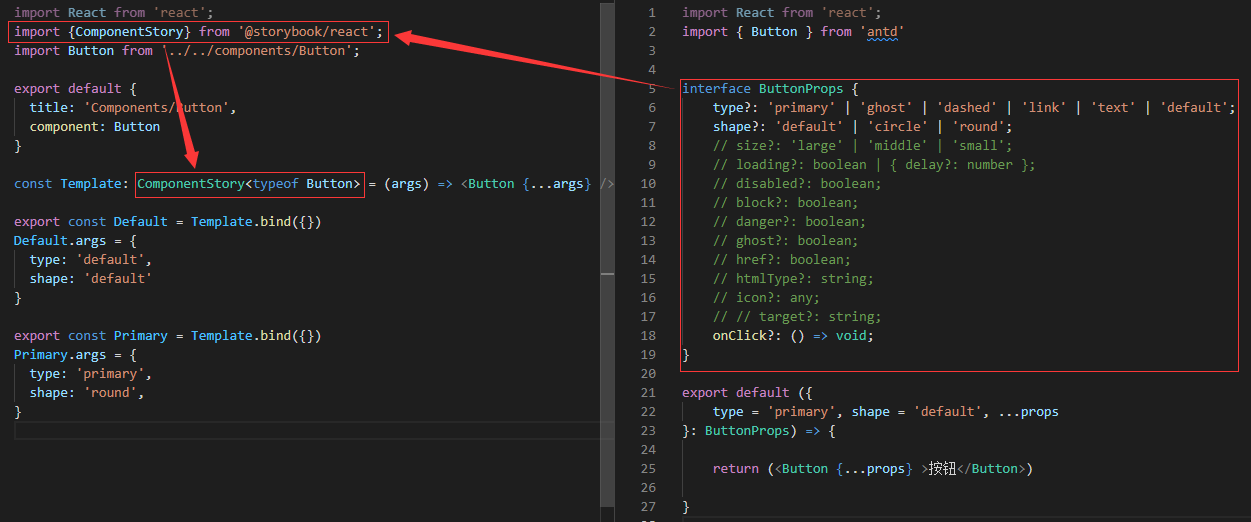 import React from 'react';
import {ComponentStory} from '@storybook/react';
import Button from '../../components/Button';
export default {
title: 'Components/Button',
component: Button
}
const Template: ComponentStory<typeof Button> = (args) => <Button {...args} />
export const Default = Template.bind({})
Default.args = {
type: 'default',
shape: 'default'
}
export const Primary = Template.bind({})
Primary.args = {
type: 'primary',
shape: 'round',
}
1 import React from 'react';
2 import { Button } from 'antd'
3
4
5 interface ButtonProps {
6 type?: 'primary' | 'ghost' | 'dashed' | 'link' | 'text' | 'default';
7 shape?: 'default' | 'circle' | 'round';
8 // size?: 'large' | 'middle' | 'small';
9 // loading?: boolean | { delay?: number };
10 // disabled?: boolean;
11 // block?: boolean;
12 // danger?: boolean;
13 // ghost?: boolean;
14 // href?: boolean;
15 // htmlType?: string;
16 // icon?: any;
17 // // target?: string;
18 onClick?: () => void;
19 }
20
21 export default ({
22 type = 'primary', shape = 'default', ...props
23 }: ButtonProps) => {
24
25 return (<Button {...props} >按钮</Button>)
26
27 }